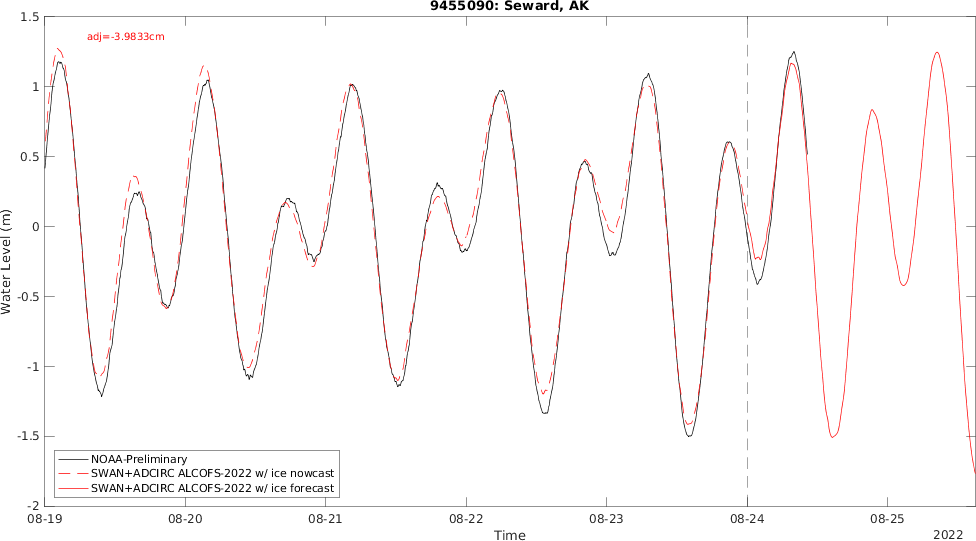 9455090: Seward, AK
adj=-3.9833cm
1.5
1
0.5
0
-0.5
-1
-1.5
-2
Water Level (m)
NOAA-Preliminary
SWAN+ADCIRC ALCOFS-2022 w/ ice nowcast
SWAN+ADCIRC ALCOFS-2022 w/ ice forecast
08-19 08-20 08-21 08-22 08-23 08-24 08-25
Time
2022